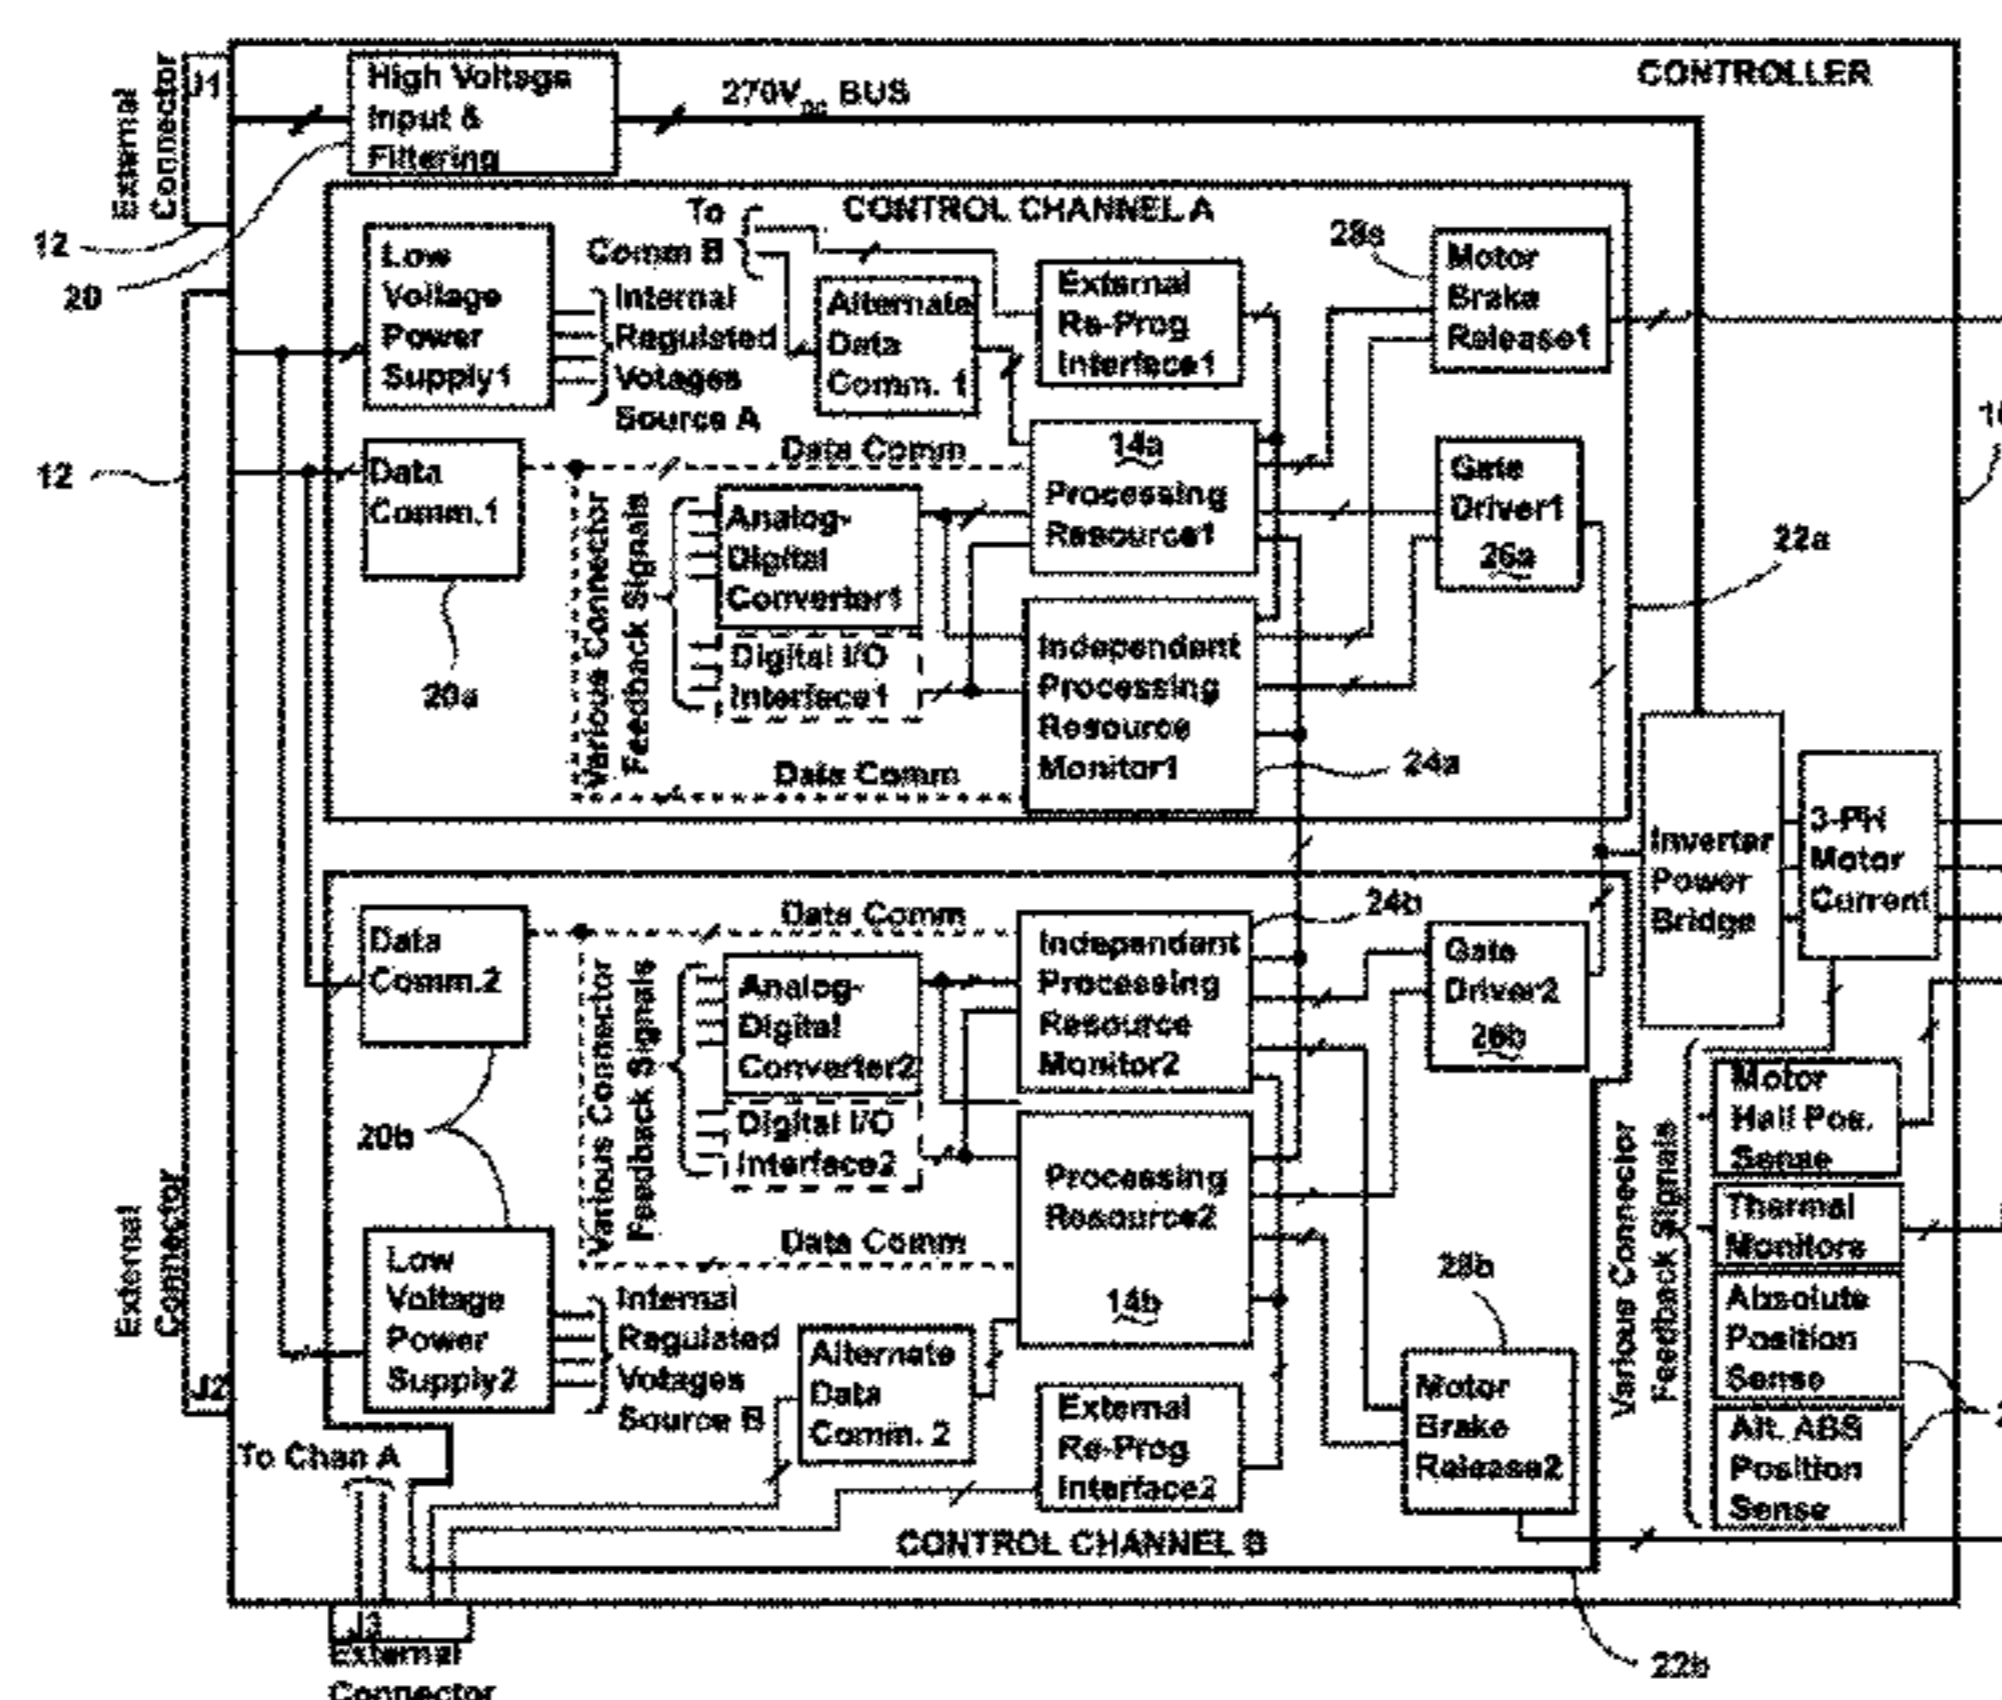 CONTROLLER
J1
External
Connector
High Voltage
Input &
Filtering
270VDC BUS
12
20
CONTROL CHANNEL A
To
Comm B
Low
Voltage
Power
Supply1
Internal
Regulated
Votages
Source A
Alternate
Data
Comm. 1
External
Re-Prog
Interface1
28a
Motor
Brake
Release1
12
Data
Comm.1
20a
Data Comm
Various Connector
Feedback Signals
Analog-
Digital
Converter1
Digital I/O
Interface1
Data Comm
14a
Processing
Resource1
Independent
Processing
Resource
Monitor1
24a
Gate
Driver1
26a
22a
Inverter
Power
Bridge
3-PH
Motor
Current
Data
Comm.2
20b
Data Comm
Various Connector
Feedback Signals
Analog-
Digital
Converter2
Digital I/O
Interface2
Data Comm
Independent
Processing
Resource
Monitor2
24b
Processing
Resource2
14b
Gate
Driver2
26b
28b
Motor
Brake
Release2
Low
Voltage
Power
Supply2
Internal
Regulated
Votages
Source B
Alternate
Data
Comm. 2
External
Re-Prog
Interface2
CONTROL CHANNEL B
Various Connector
Feedback Signals
Motor
Hall Pos.
Sense
Thermal
Monitors
Absolute
Position
Sense
Alt. ABS
Position
Sense
External
Connector
J2
To Chan A
J3
External
Connector
22b